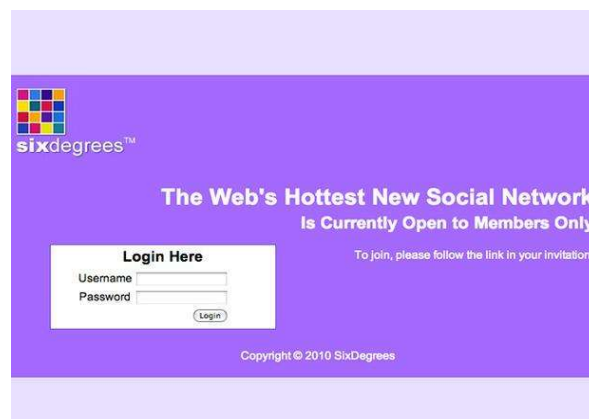 sixdegrees™
The Web's Hottest New Social Network
Is Currently Open to Members Only
Login Here
To join, please follow the link in your invitation
Username
Password
Login
Copyright © 2010 SixDegrees